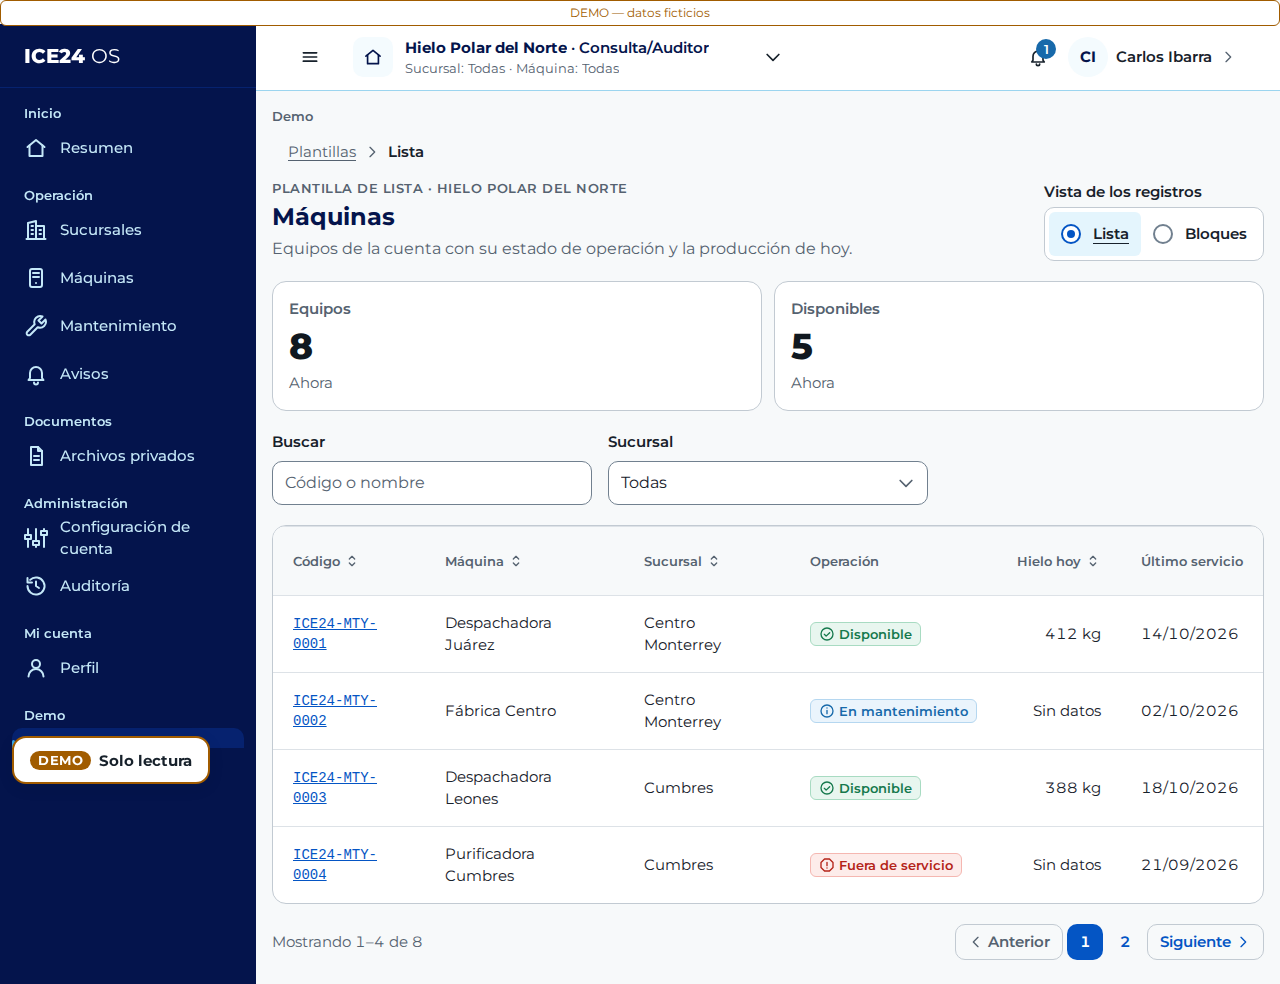 DEMO — datos ficticios
ICE24 OS
Hielo Polar del Norte · Consulta/Auditor
Sucursal: Todas · Máquina: Todas
1
CI
Carlos Ibarra
Inicio
Resumen
Operación
Sucursales
Máquinas
Mantenimiento
Avisos
Documentos
Archivos privados
Administración
Configuración de
cuenta
Auditoría
Mi cuenta
Perfil
Demo
DEMO Solo lectura
Demo
Plantillas
Lista
PLANTILLA DE LISTA · HIELO POLAR DEL NORTE
Máquinas
Equipos de la cuenta con su estado de operación y la producción de hoy.
Vista de los registros
Lista
Bloques
Equipos
8
Ahora
Disponibles
5
Ahora
Buscar
Código o nombre
Sucursal
Todas
Código
Máquina
Sucursal
Operación
Hielo hoy
Último servicio
ICE24-MTY-
0001
Despachadora
Juárez
Centro
Monterrey
Disponible
412 kg
14/10/2026
ICE24-MTY-
0002
Fábrica Centro
Centro
Monterrey
En mantenimiento
Sin datos
02/10/2026
ICE24-MTY-
0003
Despachadora
Leones
Cumbres
Disponible
388 kg
18/10/2026
ICE24-MTY-
0004
Purificadora
Cumbres
Cumbres
Fuera de servicio
Sin datos
21/09/2026
Mostrando 1–4 de 8
Anterior
1
2
Siguiente